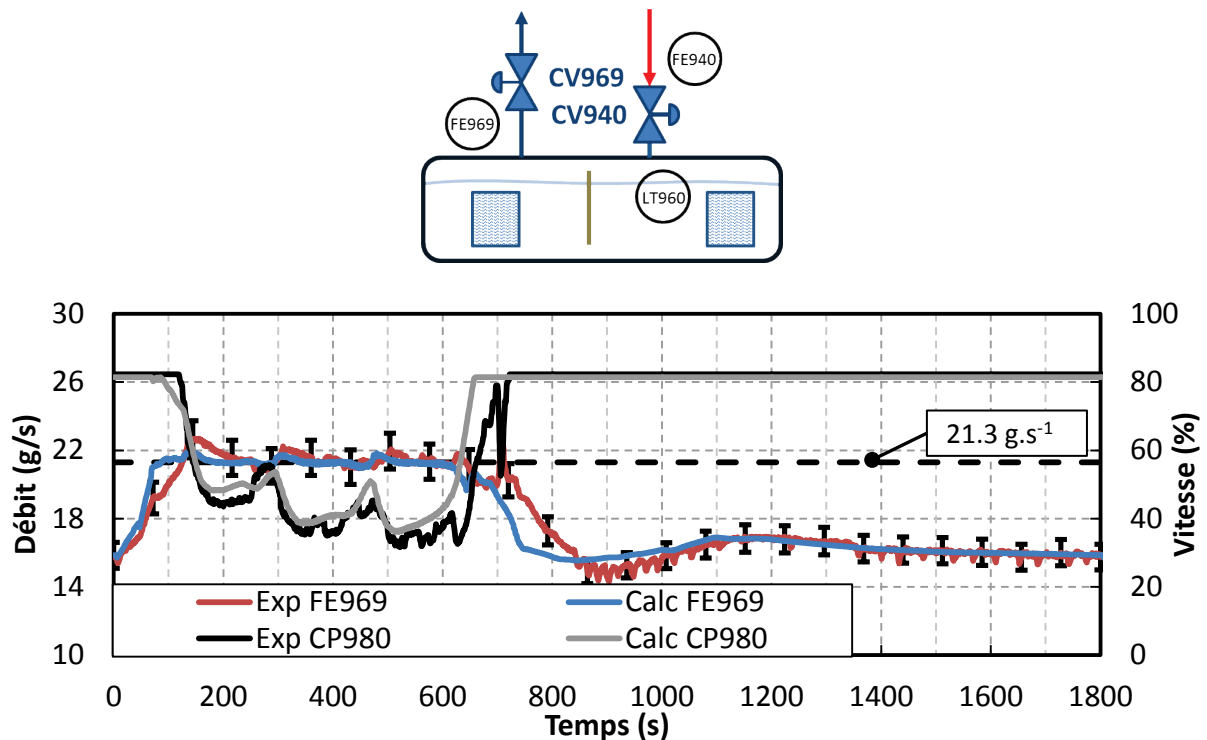 FE940
CV969
CV940
FE969
LT960
30
26
22
18
14
10
Débit (g/s)
100
80
60
40
20
0
Vitesse (%)
21.3 g.s-1
Exp FE969
Calc FE969
Exp CP980
Calc CP980
0 200 400 600 800 1000 1200 1400 1600 1800
Temps (s)